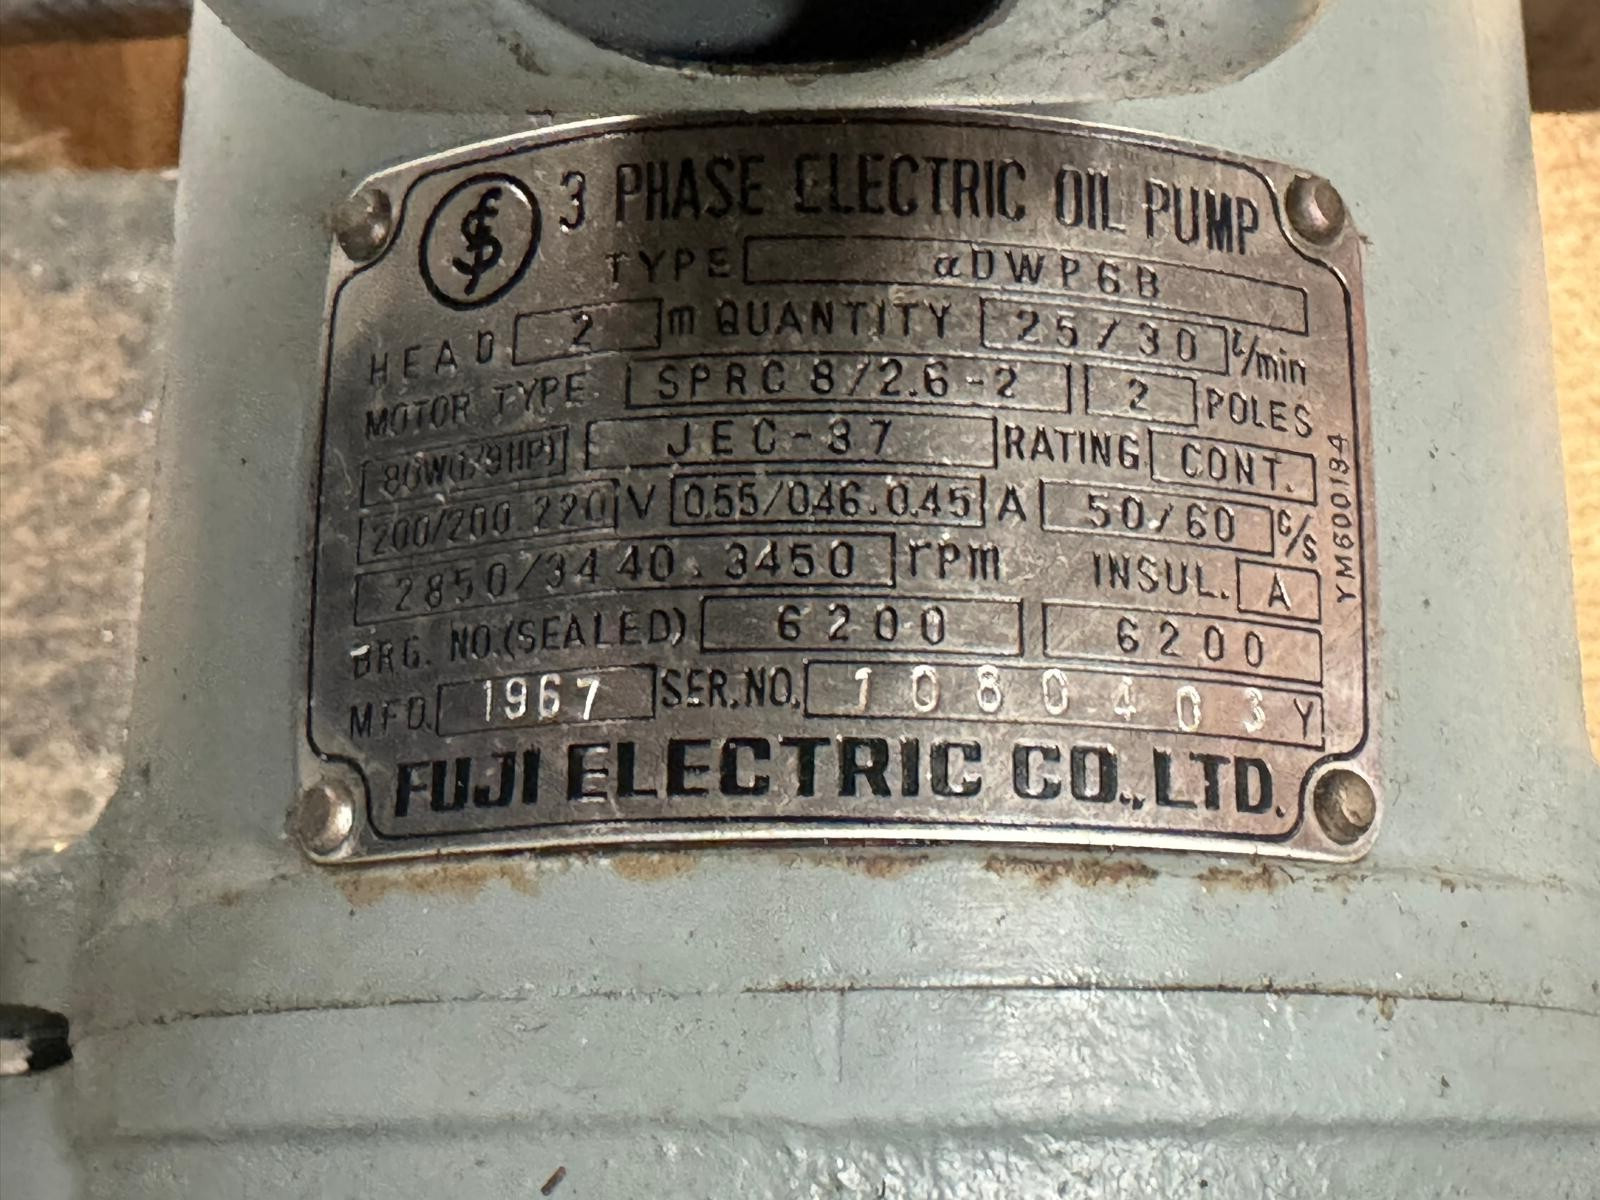 3 PHASE ELECTRIC OIL PUMP
TYPE αDWP6B
HEAD 2 m QUANTITY 25/30 ℓ/min
MOTOR TYPE SPRC 8/2.6-2 2 POLES
80W(1/9HP) JEC-37 RATING CONT.
200/200.220 V 0.55/0.46.0.45 A 50/60 C/S
2850/3440.3450 rpm INSUL. A
BRG. NO.(SEALED) 6200 6200
MFD. 1967 SER.NO. 1080403Y
FUJI ELECTRIC CO., LTD.
YM600194